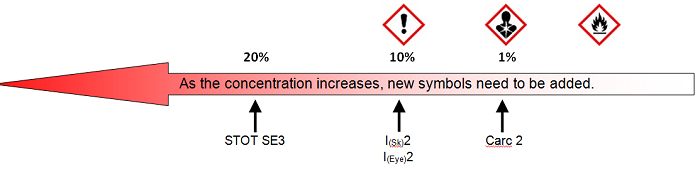 20% 10% 1%
As the concentration increases, new symbols need to be added.
STOT SE3 I(Sk)2 Carc 2
I(Eye)2